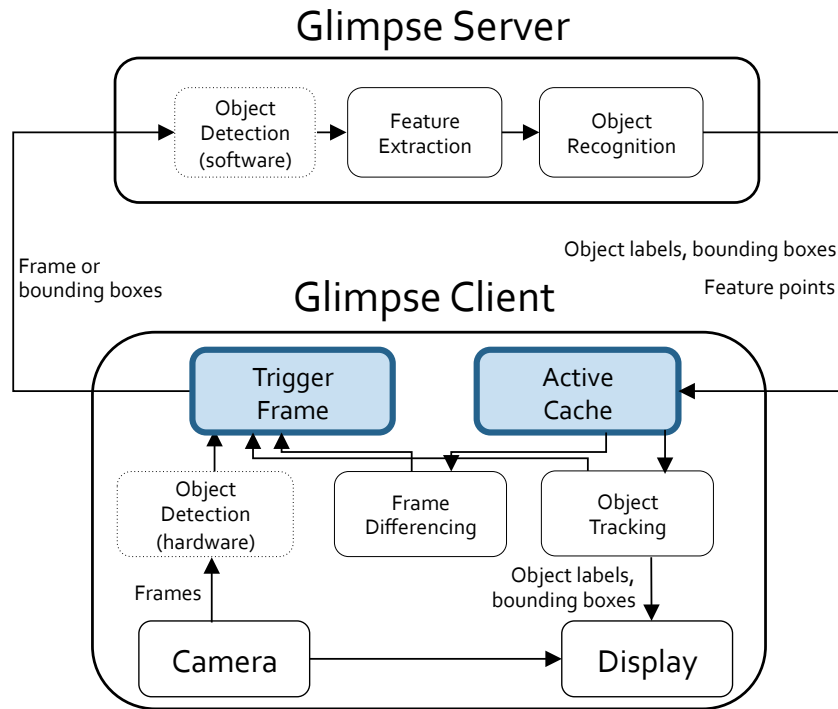 Glimpse Server
Object
Detection
(software)
Feature
Extraction
Object
Recognition
Frame or
bounding boxes
Object labels, bounding boxes
Feature points
Glimpse Client
Trigger
Frame
Active
Cache
Object
Detection
(hardware)
Frame
Differencing
Object
Tracking
Frames
Object labels,
bounding boxes
Camera
Display